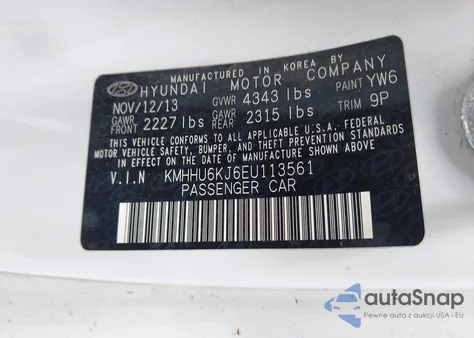 MANUFACTURED IN KOREA BY
HYUNDAI MOTOR COMPANY
NOV/12/13 GVWR 4343 lbs PAINT YW6
GAWR FRONT 2227 lbs GAWR REAR 2315 lbs TRIM 9P
THIS VEHICLE CONFORMS TO ALL APPLICABLE U.S.A. FEDERAL
MOTOR VEHICLE SAFETY, BUMPER, AND THEFT PREVENTION STANDARDS
IN EFFECT ON THE DATE OF MANUFACTURE SHOWN ABOVE.
V.I.N KMHHU6KJ6EU113561
PASSENGER CAR
autoSnap
Pewne auta z aukcji USA i EU